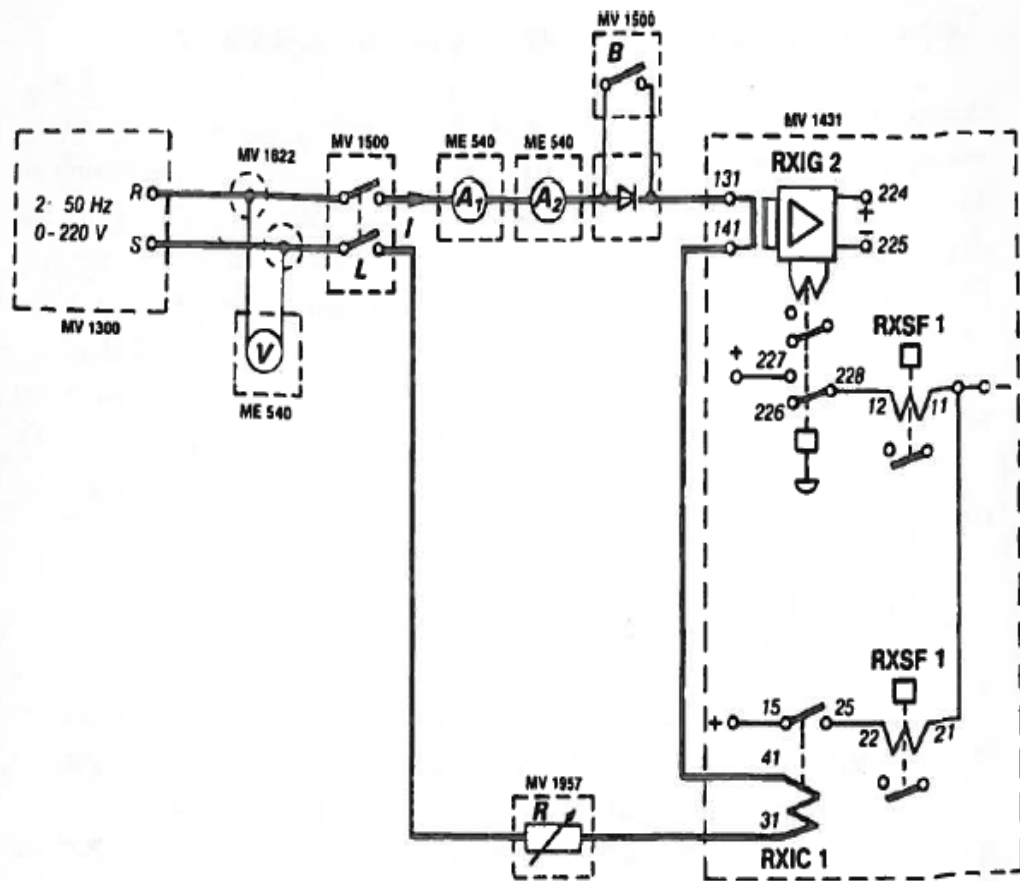 MV 1500
B
MV 1431
MV 1822
MV 1500
ME 540
ME 540
RXIG 2
R
2· 50 Hz
0-220 V
S
A₁
A₂
131
224
+
−
141
225
I
L
MV 1300
V
ME 540
RXSF 1
+
227
228
226
12
11
−
RXSF 1
+
15
25
22
21
41
MV 1957
R
31
RXIC 1